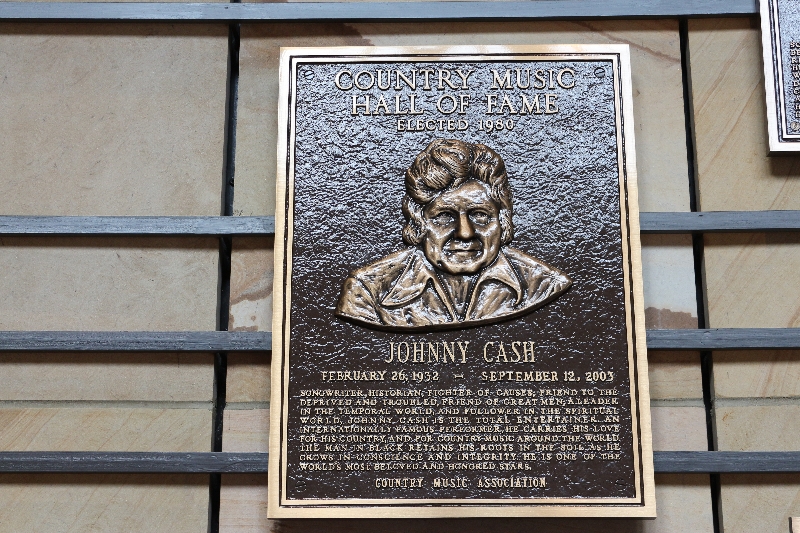 COUNTRY MUSIC
HALL OF FAME
ELECTED 1980
JOHNNY CASH
FEBRUARY 26, 1932 — SEPTEMBER 12, 2003
SONGWRITER, HISTORIAN, FIGHTER OF CAUSES, FRIEND TO THE
DEPRIVED AND TROUBLED, FRIEND OF GREAT MEN, A LEADER
IN THE TEMPORAL WORLD, AND FOLLOWER IN THE SPIRITUAL
WORLD, JOHNNY CASH IS THE TOTAL ENTERTAINER. AN
INTERNATIONALLY FAMOUS PERFORMER, HE CARRIES HIS LOVE
FOR HIS COUNTRY, AND FOR COUNTRY MUSIC AROUND THE WORLD.
THE MAN IN BLACK RETAINS HIS ROOTS IN THE SOIL, AS HE
GROWS IN CONSCIENCE AND INTEGRITY. HE IS ONE OF THE
WORLD'S MOST BELOVED AND HONORED STARS.
COUNTRY MUSIC ASSOCIATION